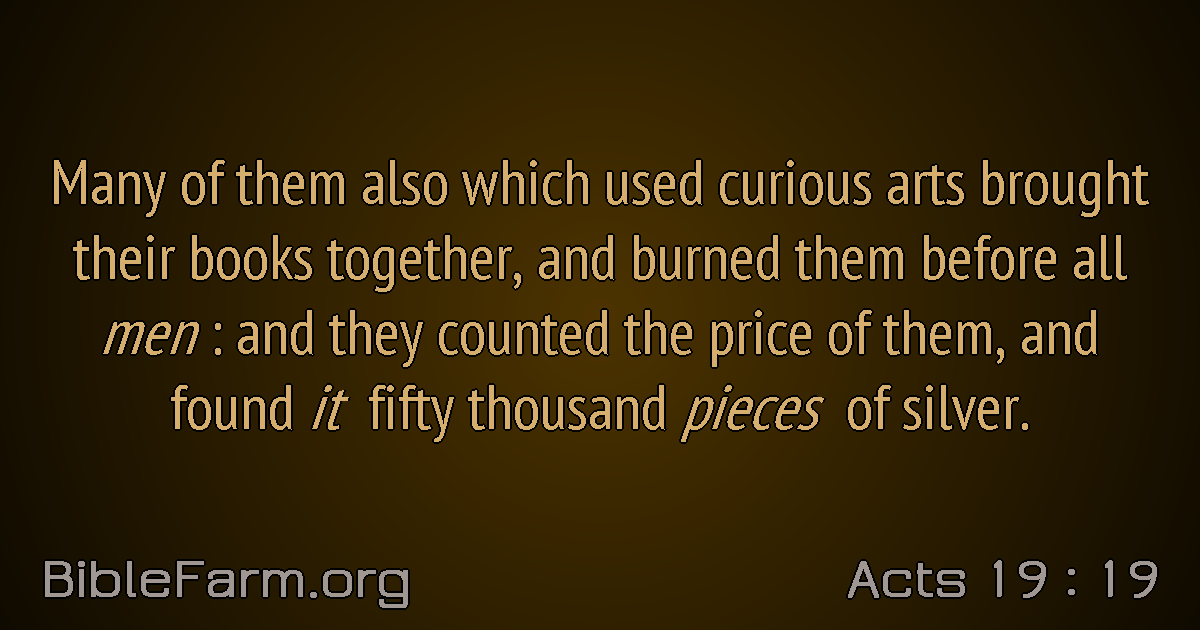 Many of them also which used curious arts brought
their books together, and burned them before all
men : and they counted the price of them, and
found it fifty thousand pieces of silver.
BibleFarm.org
Acts 19 : 19